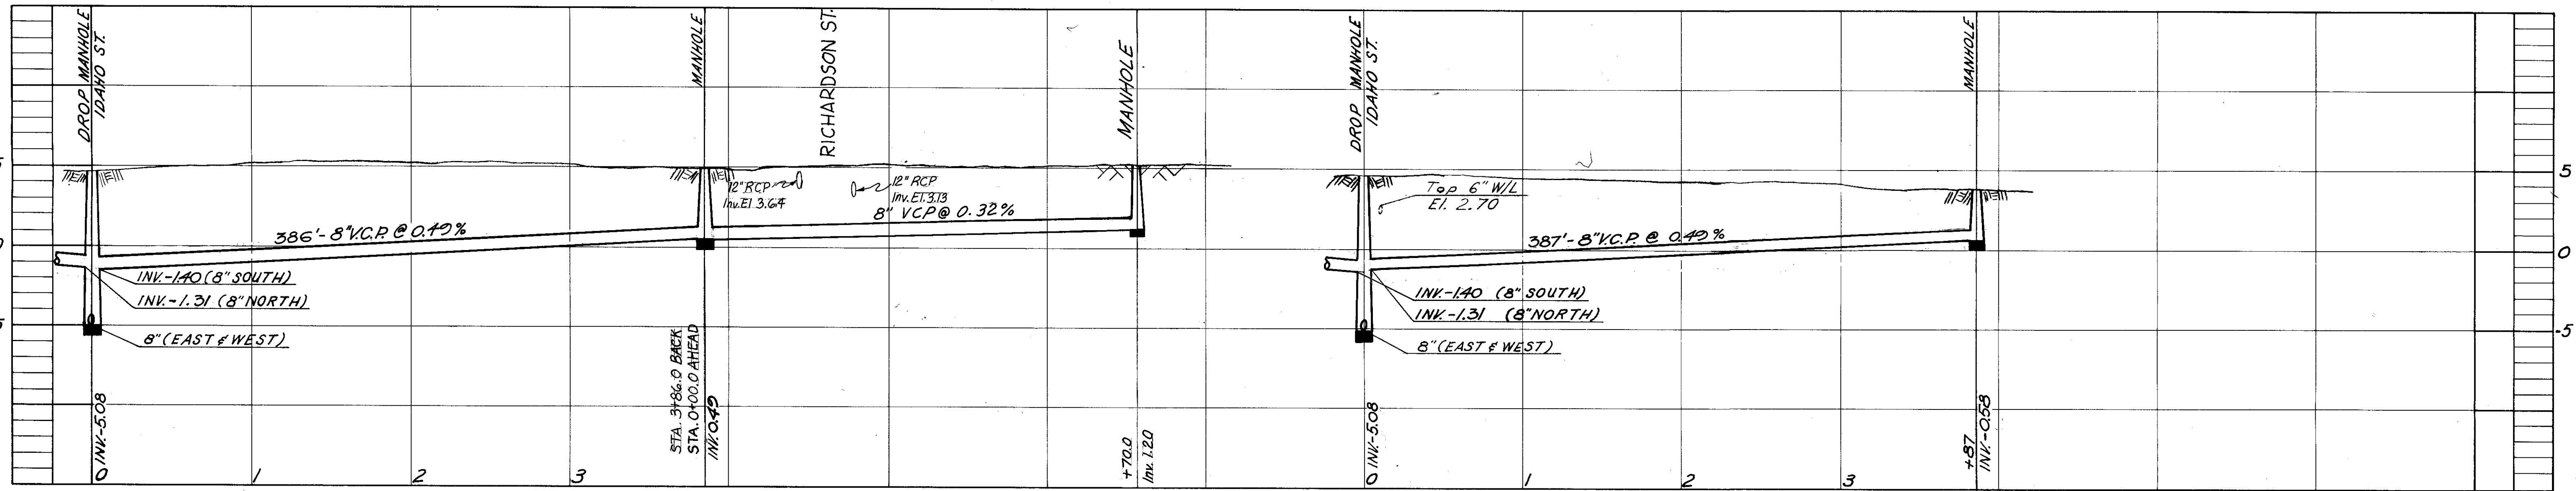 DROP MANHOLE
IDAHO ST.
MANHOLE
RICHARDSON ST.
MANHOLE
DROP MANHOLE
IDAHO ST.
MANHOLE
5
12" RCP
Inv. El. 3.64
12" RCP
Inv. El. 3.13
8" VCP @ 0.32%
386'-8" V.C.P. @ 0.49%
INV.-1.40 (8" SOUTH)
INV.-1.31 (8" NORTH)
8" (EAST & WEST)
Top 6" W/L
El. 2.70
387'-8" V.C.P. @ 0.49%
INV.-1.40 (8" SOUTH)
INV.-1.31 (8" NORTH)
8" (EAST & WEST)
0
-5
INV.-5.08
STA. 3+86.0 BACK
STA. 0+00.0 AHEAD
INV. 0.49
+70.0
Inv. 1.20
INV.-5.08
+87
INV.-0.58
0 1 2 3
0 1 2 3